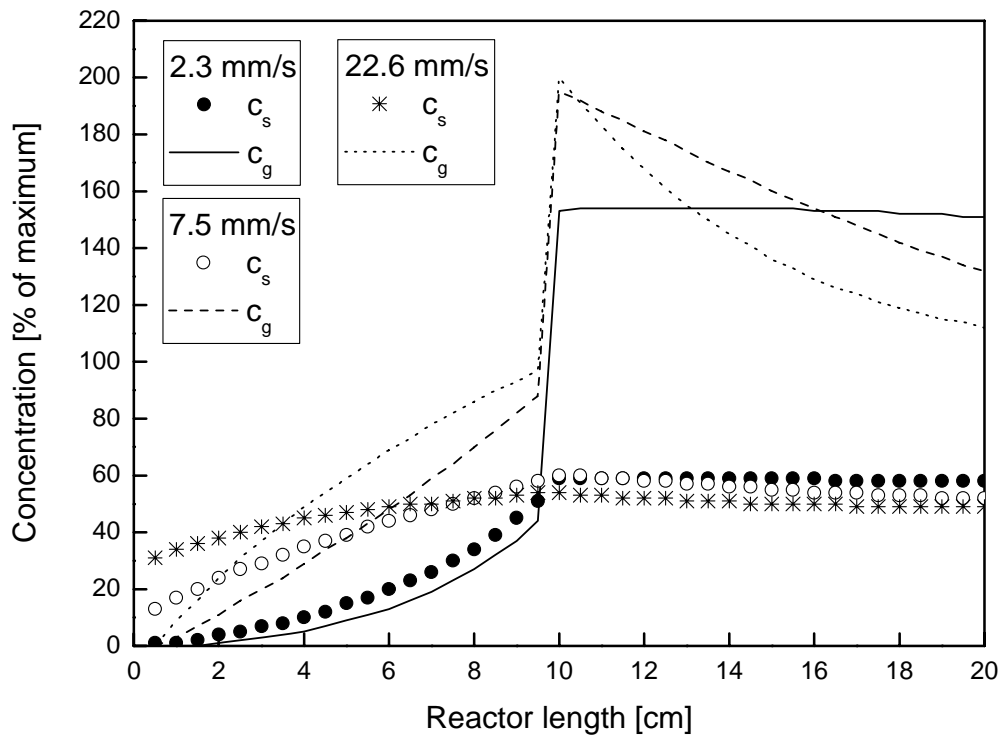 220
200
180
160
140
120
100
80
60
40
20
0
Concentration [% of maximum]
2.3 mm/s
c_s
c_g
22.6 mm/s
c_s
c_g
7.5 mm/s
c_s
c_g
0 2 4 6 8 10 12 14 16 18 20
Reactor length [cm]